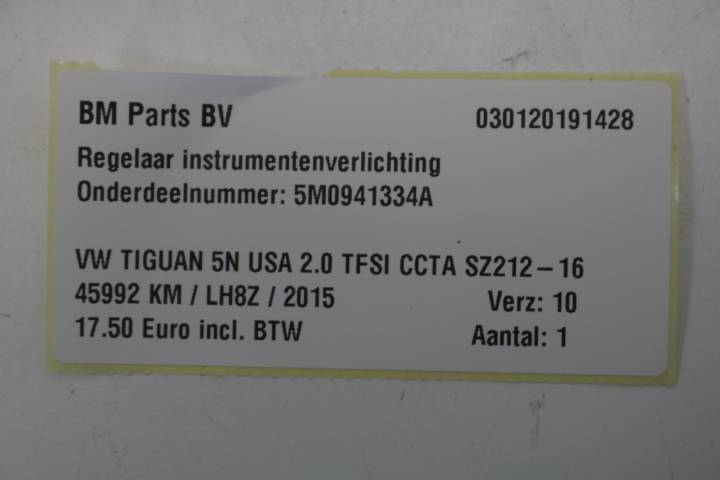 BM Parts BV 030120191428
Regelaar instrumentenverlichting
Onderdeelnummer: 5M0941334A
VW TIGUAN 5N USA 2.0 TFSI CCTA SZ212 – 16
45992 KM / LH8Z / 2015 Verz: 10
17.50 Euro incl. BTW Aantal: 1